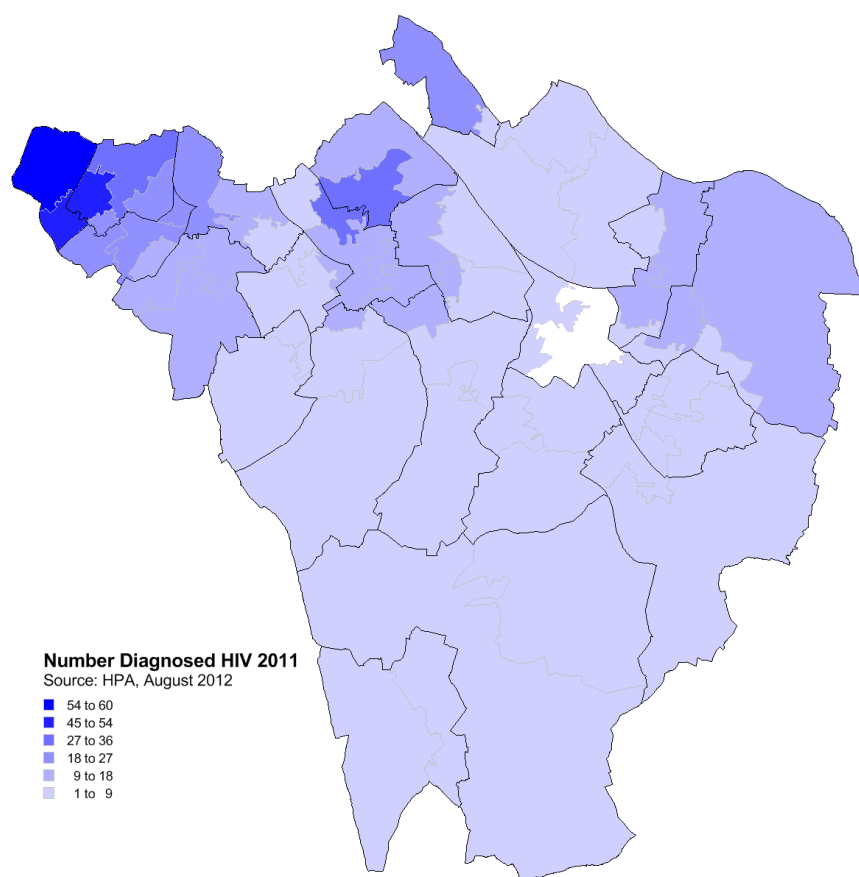 Number Diagnosed HIV 2011
Source: HPA, August 2012
54 to 60
45 to 54
27 to 36
18 to 27
9 to 18
1 to 9